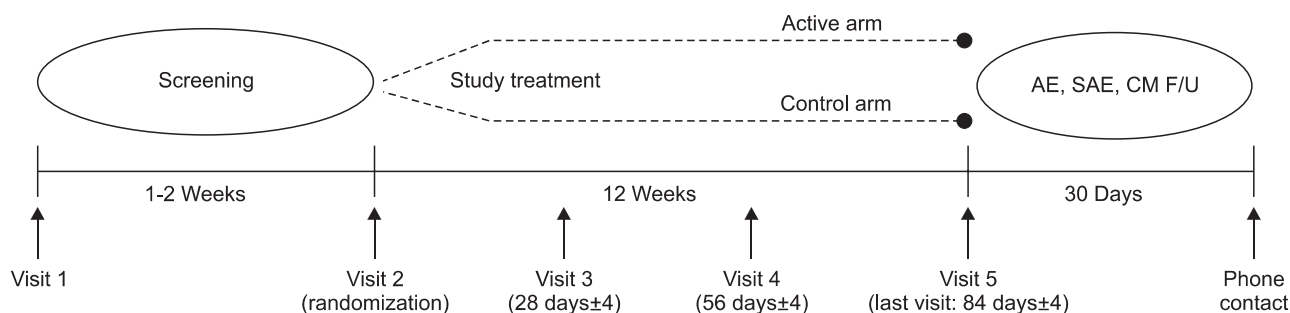 Active arm
Screening
Study treatment
AE, SAE, CM F/U
Control arm
1-2 Weeks
12 Weeks
30 Days
Visit 1
Visit 2
(randomization)
Visit 3
(28 days±4)
Visit 4
(56 days±4)
Visit 5
(last visit: 84 days±4)
Phone
contact